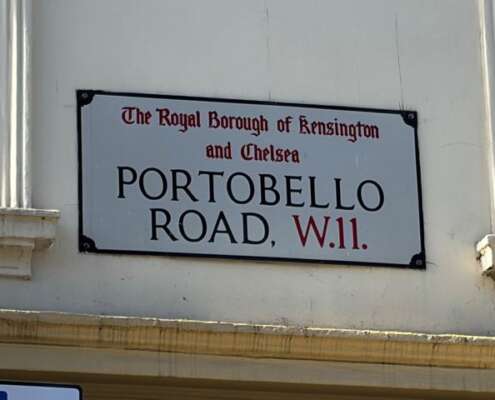 The Royal Borough of Kensington
and Chelsea
PORTOBELLO
ROAD, W.11.